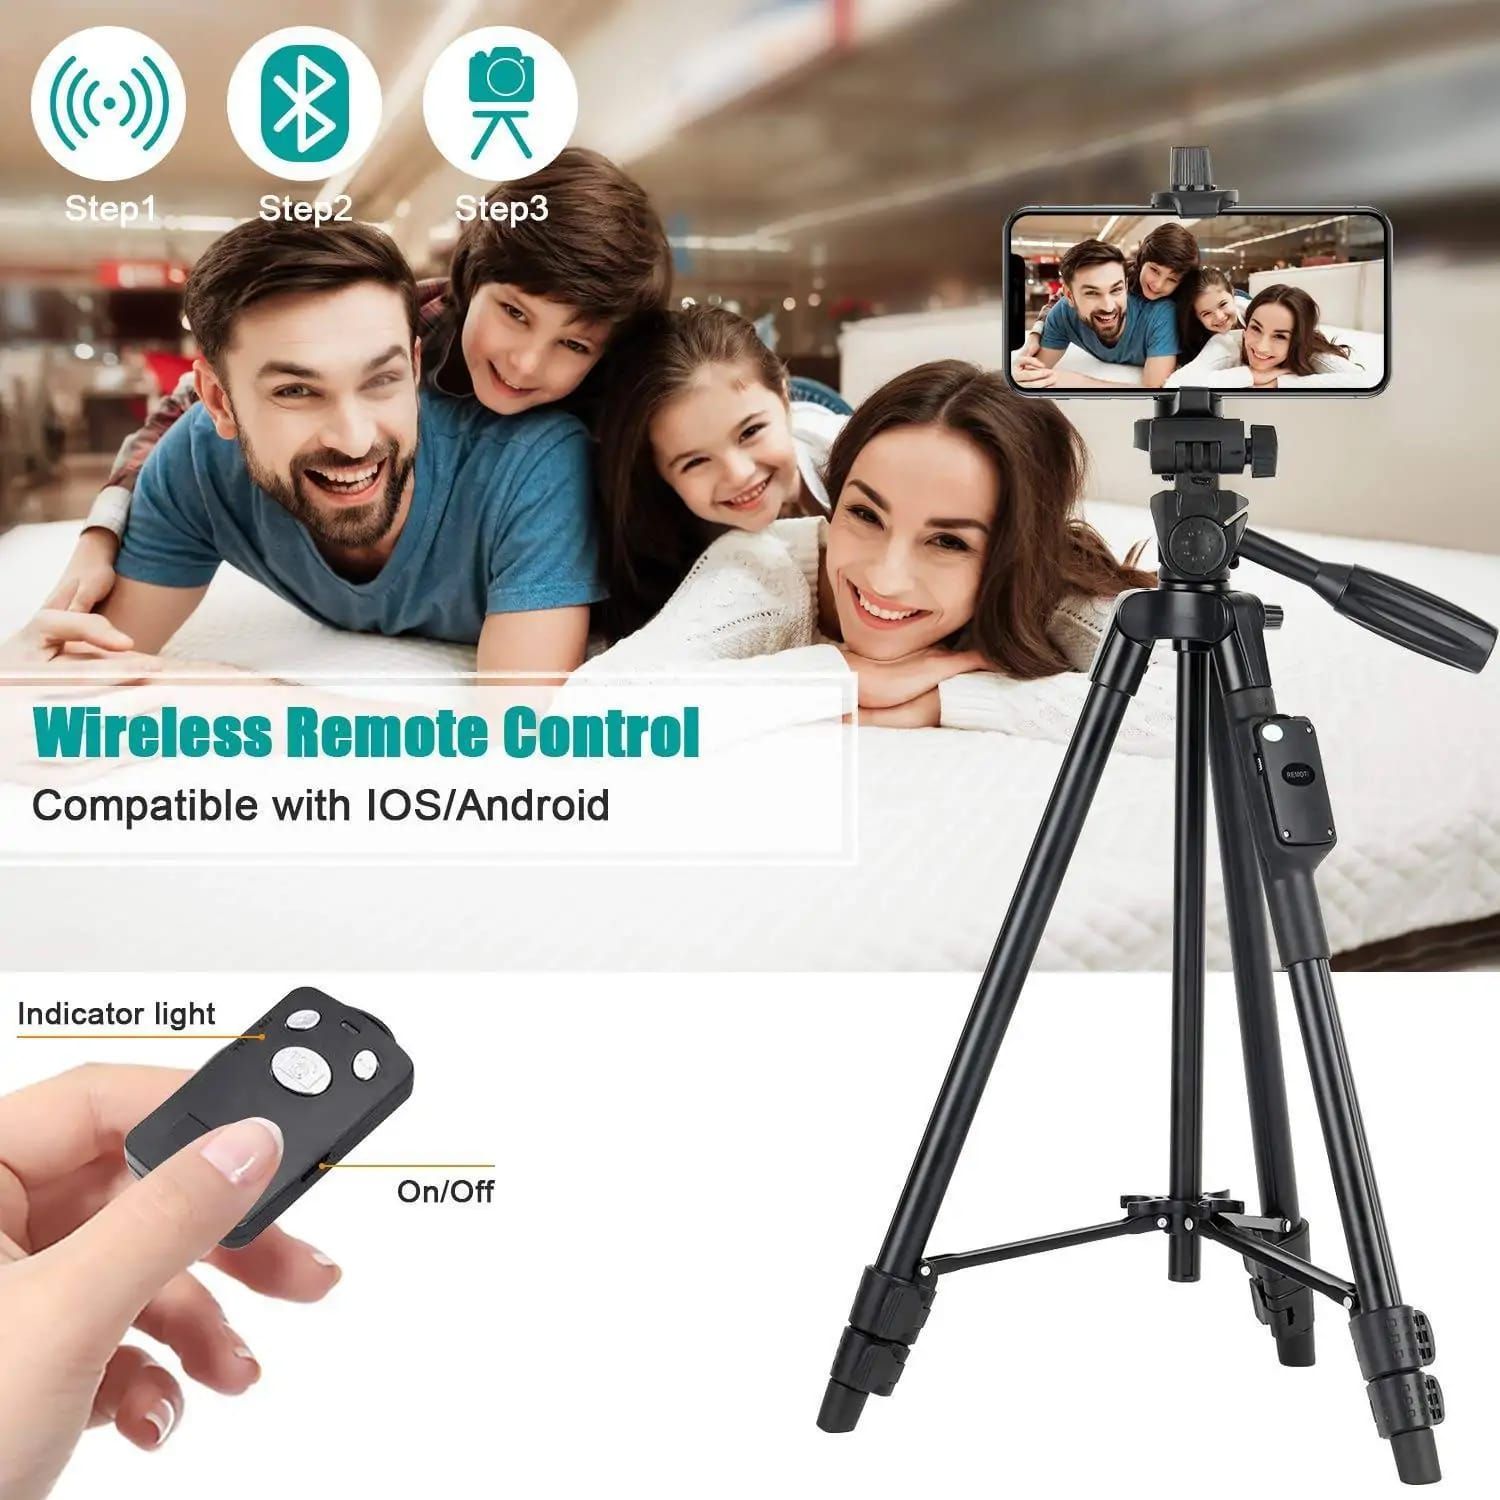 Step1
Step2
Step3
Wireless Remote Control
Compatible with IOS/Android
Indicator light
On/Off